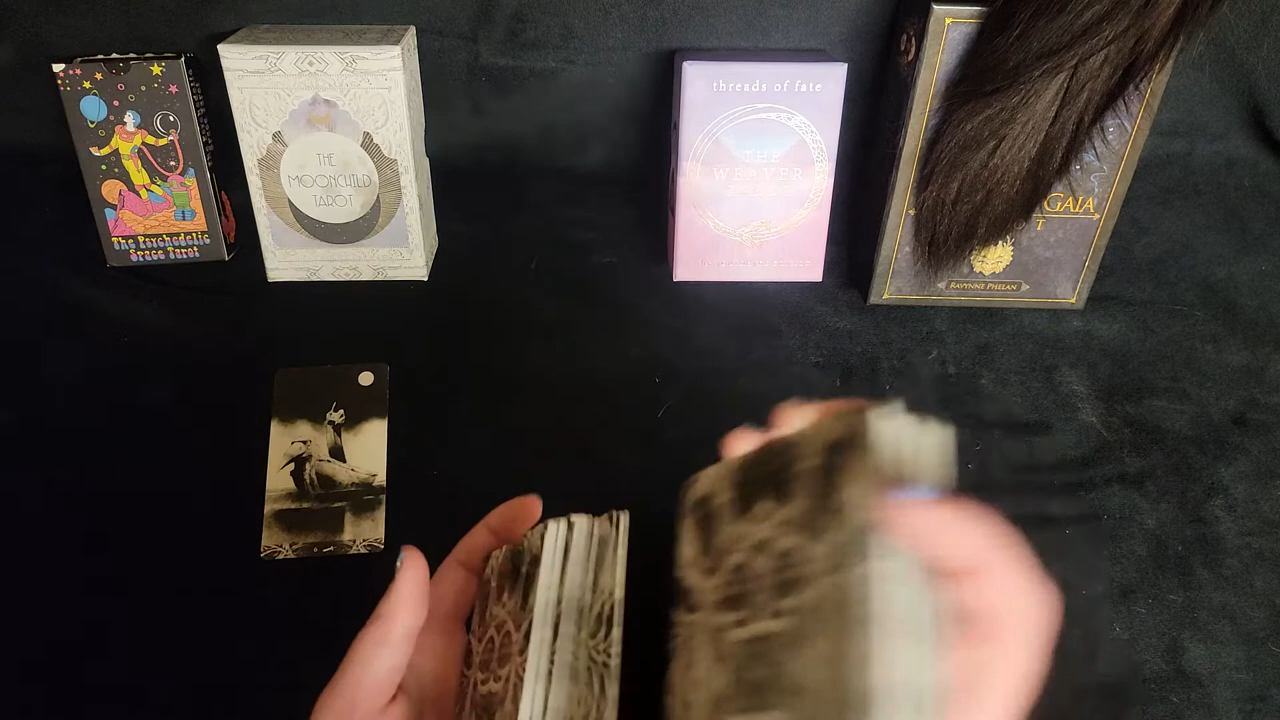 The Psychedelic
Space Tarot
THE
MOONCHILD
TAROT
threads of fate
THE
WEAVER
GAIA
T
RAVYNNE PHELAN